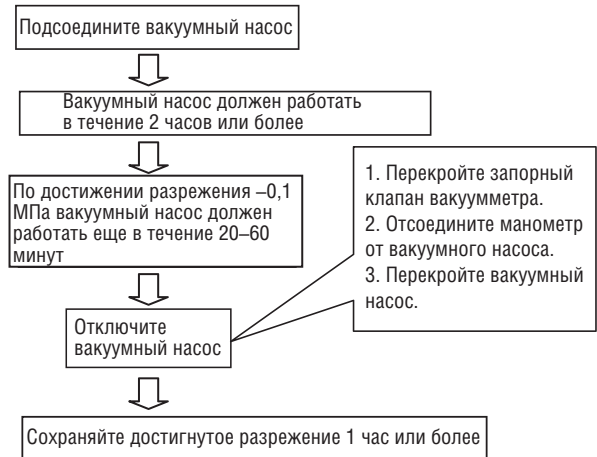 Подсоедините вакуумный насос
Вакуумный насос должен работать
в течение 2 часов или более
По достижении разрежения –0,1
МПа вакуумный насос должен
работать еще в течение 20–60
минут
Отключите
вакуумный насос
1. Перекройте запорный
клапан вакуумметра.
2. Отсоедините манометр
от вакуумного насоса.
3. Перекройте вакуумный
насос.
Сохраняйте достигнутое разрежение 1 час или более